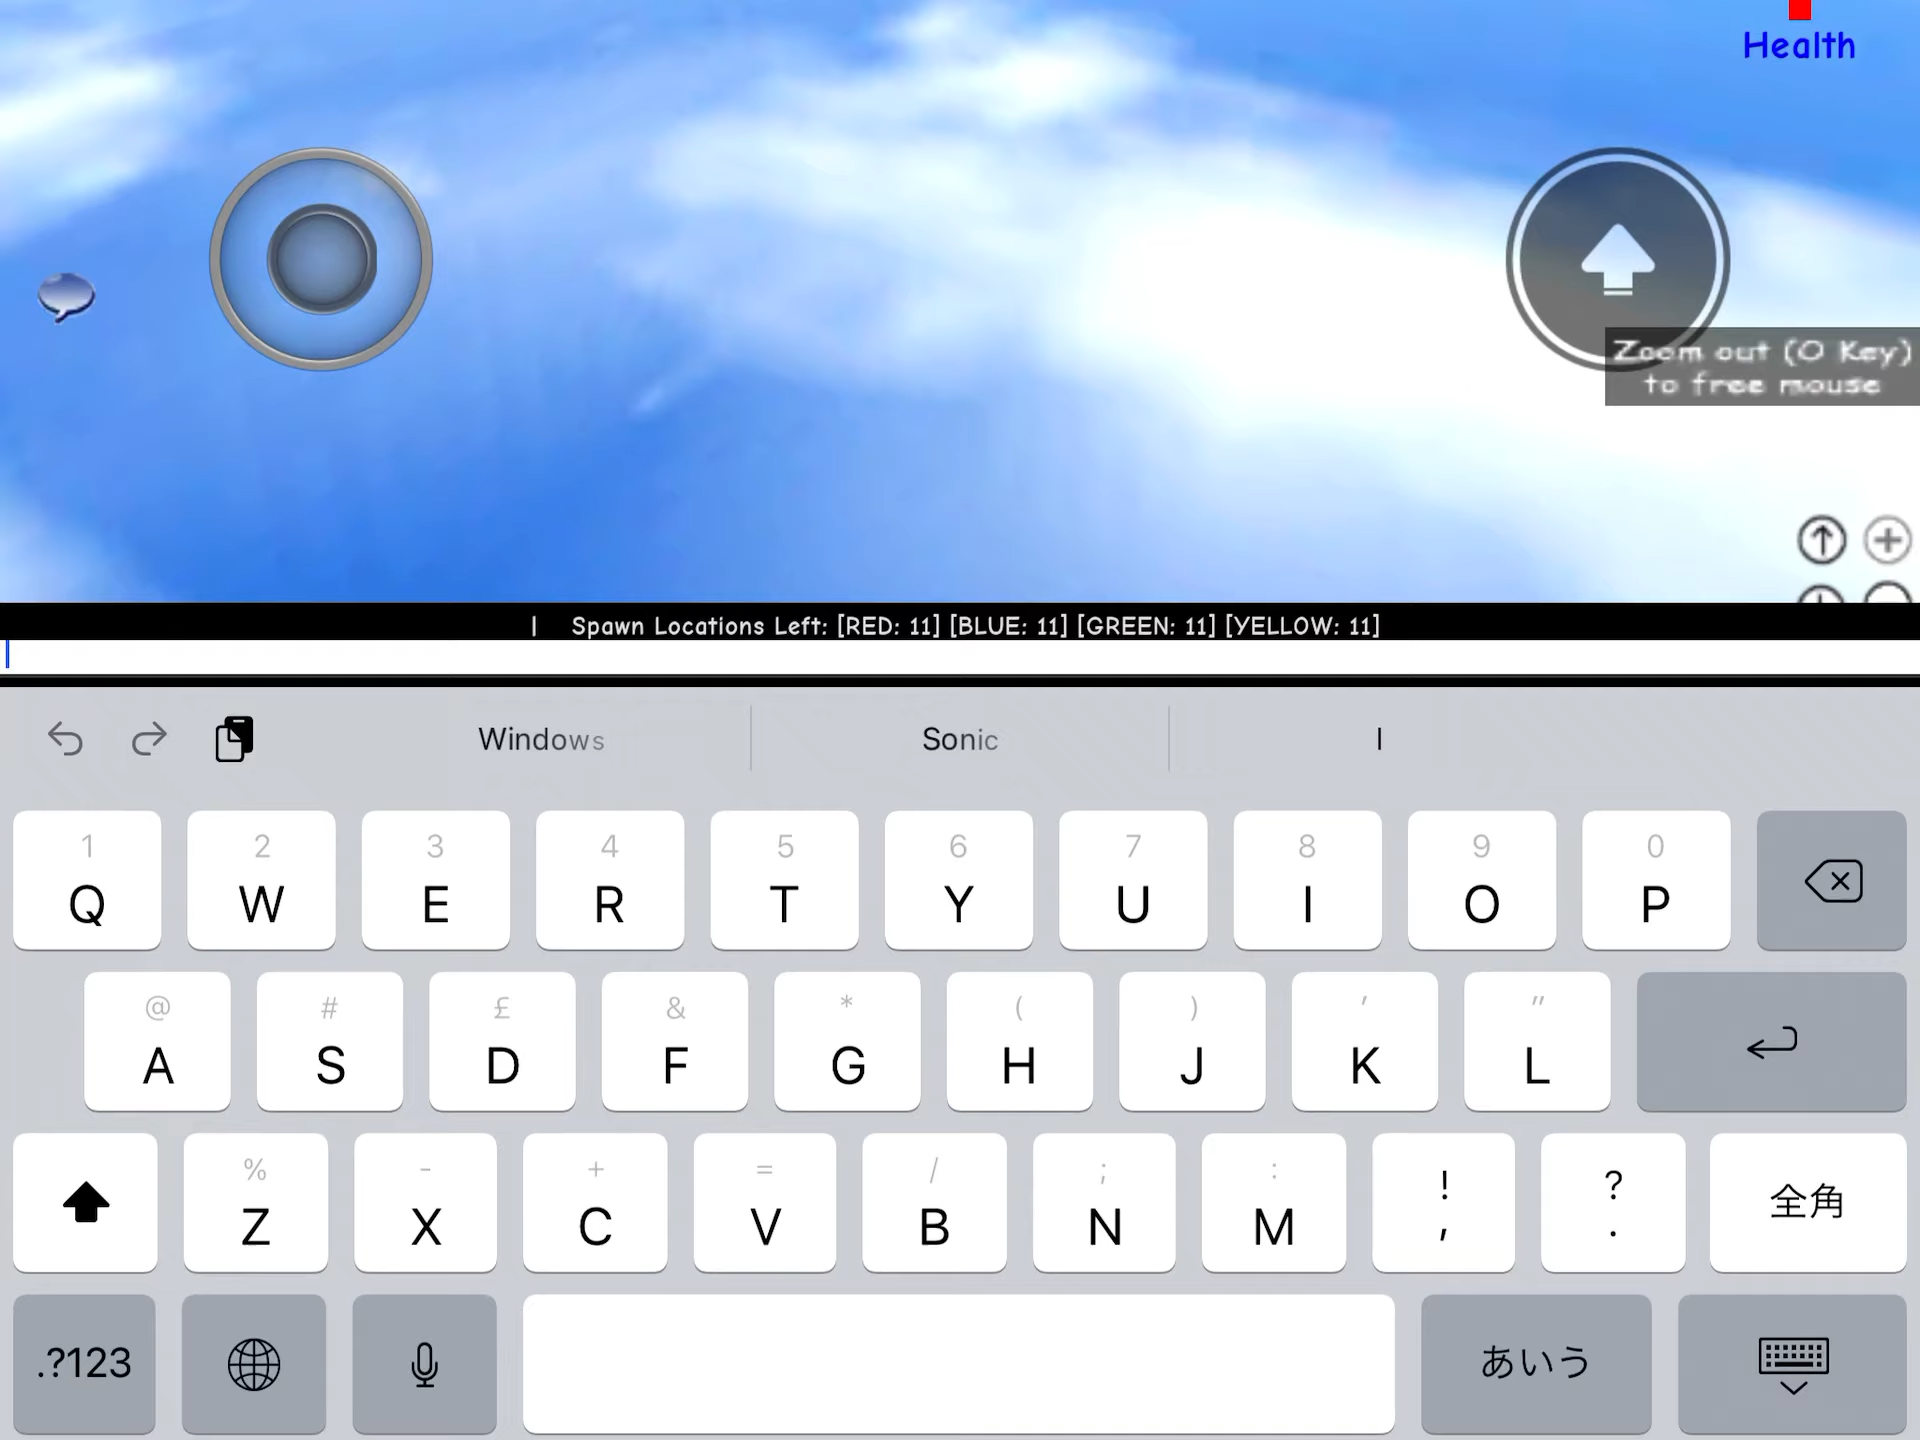 Health
Zoom out (O Key)
to free mouse
| Spawn Locations Left: [RED: 11] [BLUE: 11] [GREEN: 11] [YELLOW: 11]
Windows Sonic I
1 2 3 4 5 6 7 8 9 0
Q W E R T Y U I O P
@ # £ & * ( ) ' "
A S D F G H J K L
% - + = / ; : ! ?
Z X C V B N M , . 全角
.?123 あいう